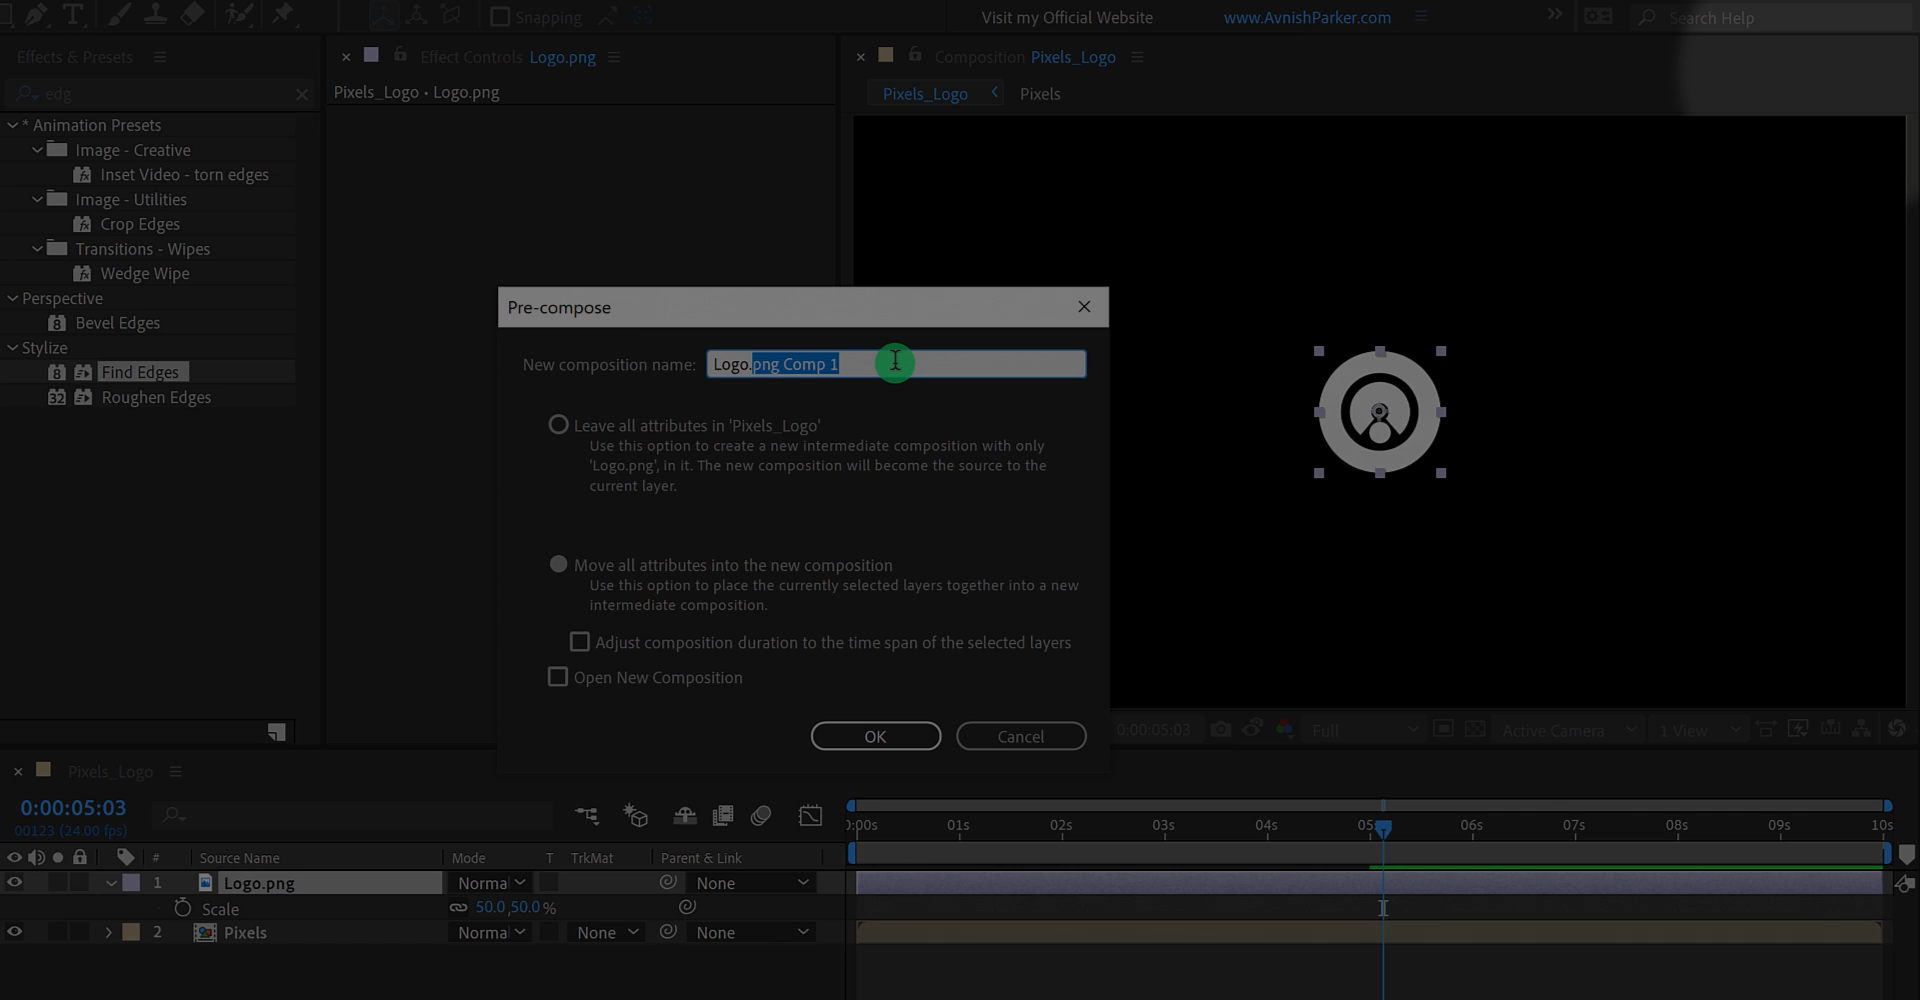 Snapping
Visit my Official Website
www.AvnishParker.com
Search Help
Effects & Presets
Effect Controls Logo.png
Composition Pixels_Logo
edg
Pixels_Logo • Logo.png
Pixels_Logo
Pixels
* Animation Presets
Image - Creative
Inset Video - torn edges
Image - Utilities
Crop Edges
Transitions - Wipes
Wedge Wipe
Perspective
8 Bevel Edges
Stylize
8 Find Edges
32 Roughen Edges
Pre-compose
New composition name: Logo.png Comp 1
Leave all attributes in 'Pixels_Logo'
Use this option to create a new intermediate composition with only
'Logo.png', in it. The new composition will become the source to the
current layer.
Move all attributes into the new composition
Use this option to place the currently selected layers together into a new
intermediate composition.
Adjust composition duration to the time span of the selected layers
Open New Composition
OK
Cancel
0:00:05:03
Full
Active Camera
1 View
Pixels_Logo
0:00:05:03
00123 (24.00 fps)
0:00s 01s 02s 03s 04s 05s 06s 07s 08s 09s 10s
# Source Name Mode T TrkMat Parent & Link
1 Logo.png Norma None
Scale 50.0,50.0%
2 Pixels Norma None None